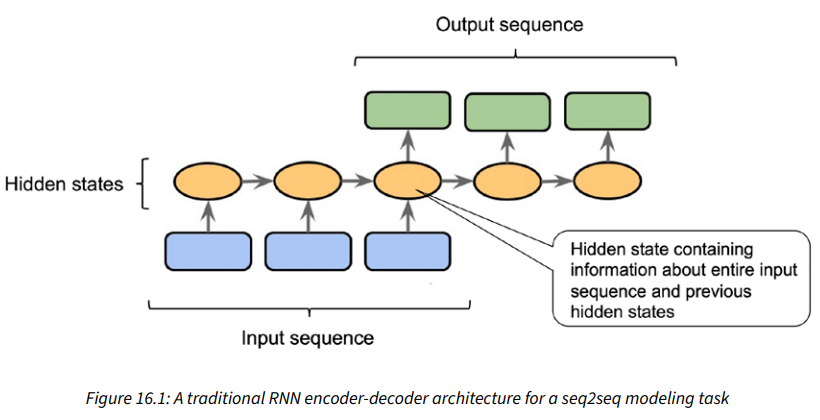 Output sequence
Hidden states
Hidden state containing
information about entire input
sequence and previous
hidden states
Input sequence
Figure 16.1: A traditional RNN encoder-decoder architecture for a seq2seq modeling task